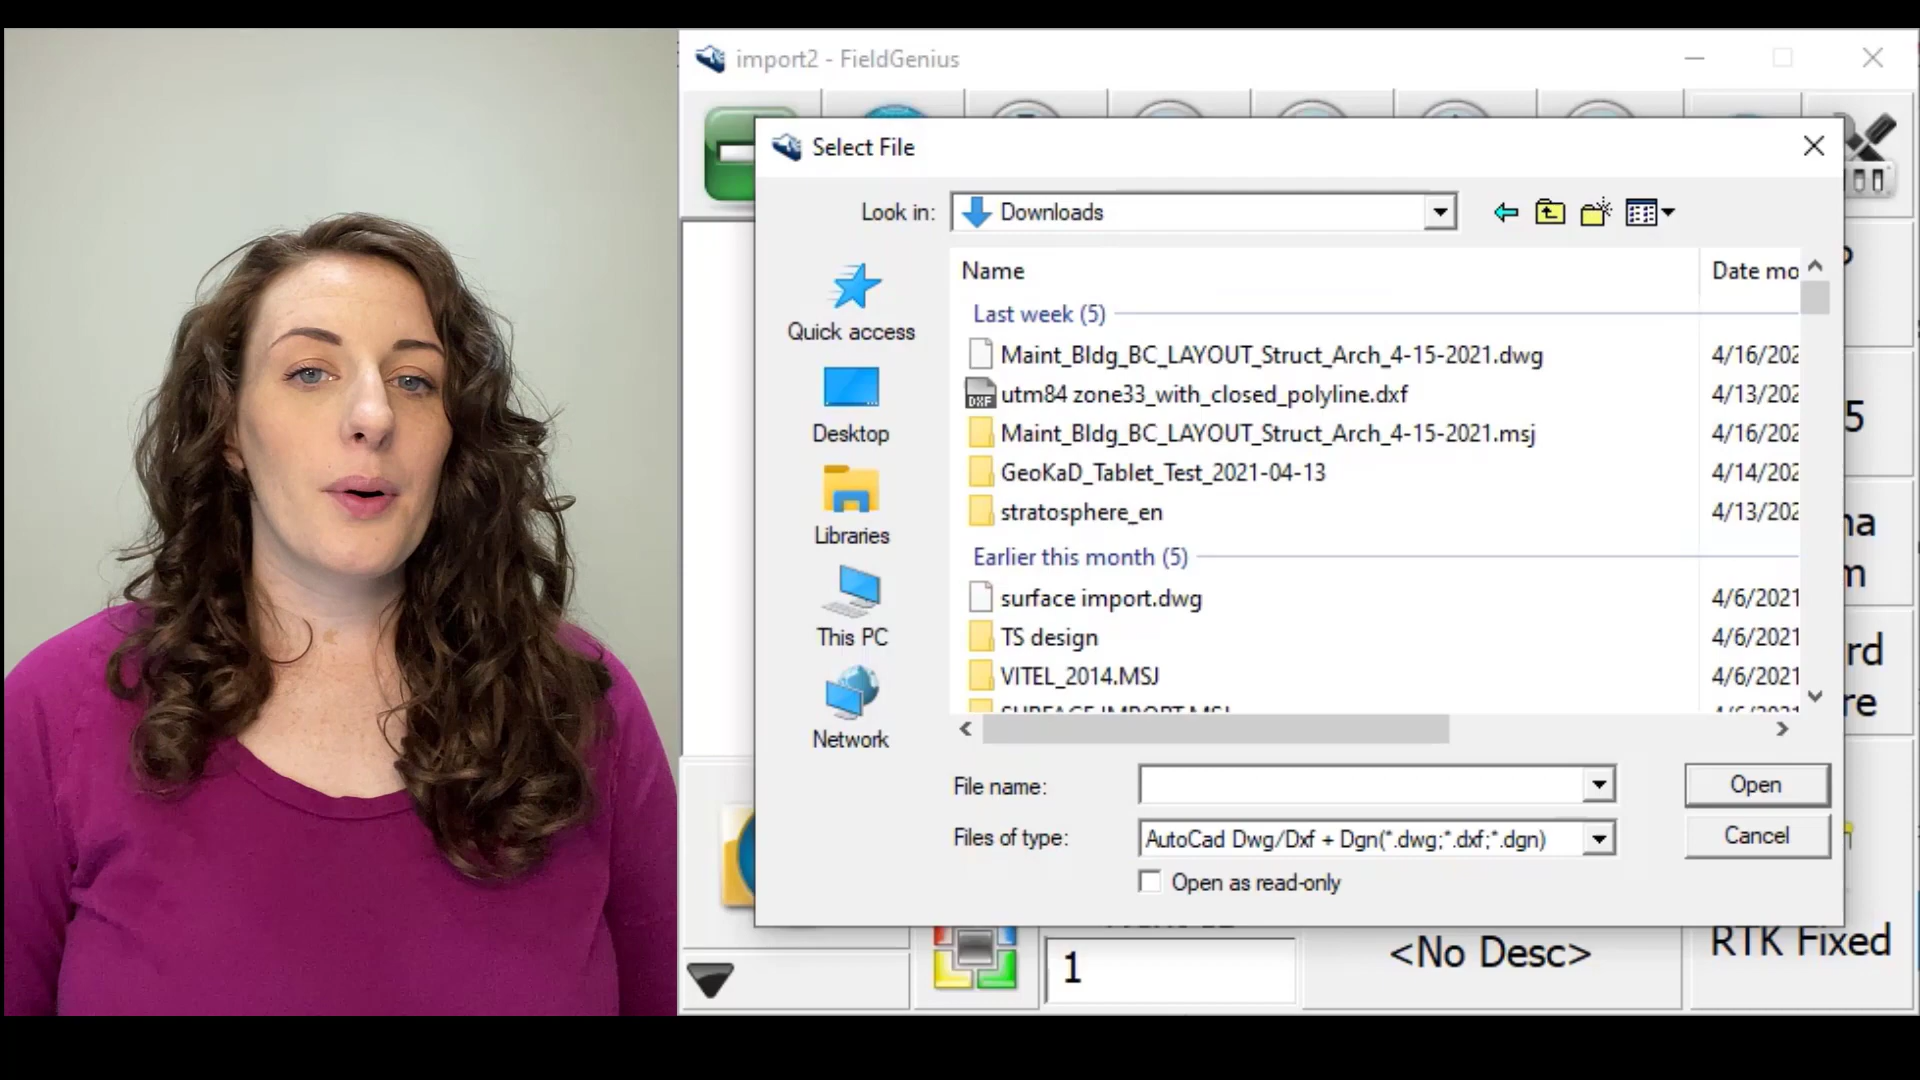 import2 - FieldGenius
Select File
Look in:
Downloads
Name
Date mo
Quick access
Desktop
Libraries
This PC
Network
Last week (5)
Maint_Bldg_BC_LAYOUT_Struct_Arch_4-15-2021.dwg 4/16/202
DXF utm84 zone33_with_closed_polyline.dxf 4/13/202
Maint_Bldg_BC_LAYOUT_Struct_Arch_4-15-2021.msj 4/16/202
GeoKaD_Tablet_Test_2021-04-13 4/14/202
stratosphere_en 4/13/202
Earlier this month (5)
surface import.dwg 4/6/2021
TS design 4/6/2021
VITEL_2014.MSJ 4/6/2021
SURFACE IMPORT.MSJ 4/6/2021
File name:
Open
Files of type:
AutoCad Dwg/Dxf + Dgn(*.dwg;*.dxf;*.dgn)
Cancel
Open as read-only
5
na
m
rd
re
1
<No Desc>
RTK Fixed